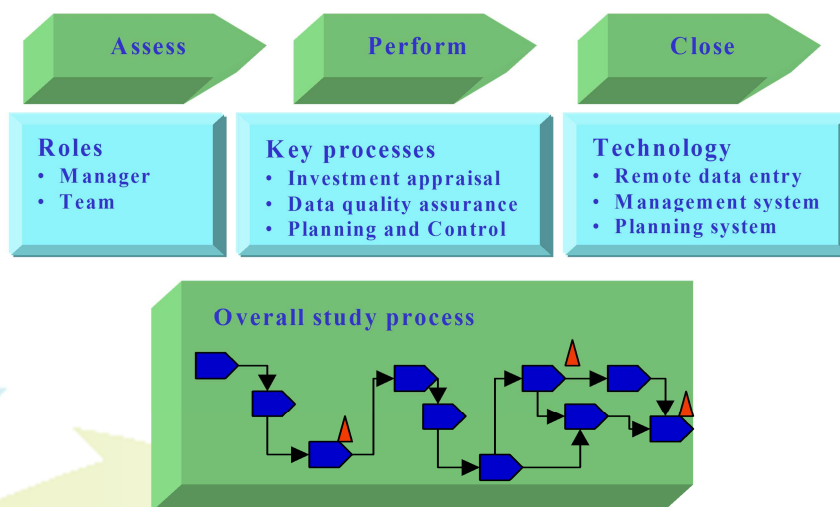 Assess
Perform
Close
Roles
• Manager
• Team
Key processes
• Investment appraisal
• Data quality assurance
• Planning and Control
Technology
• Remote data entry
• Management system
• Planning system
Overall study process